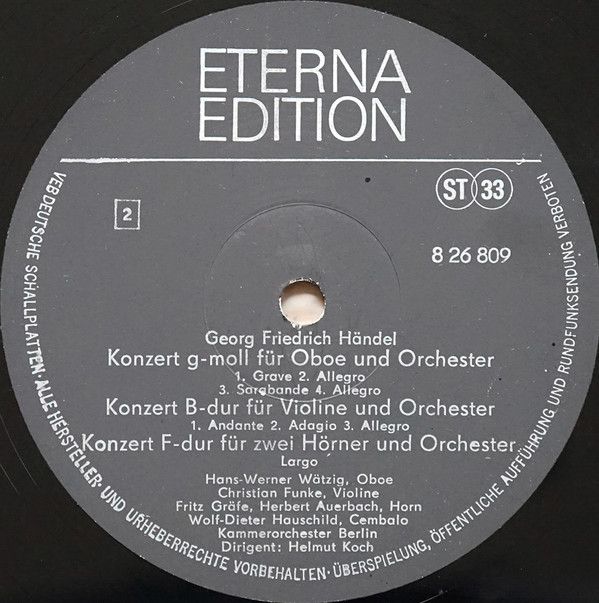 ETERNA
EDITION
ST 33
2
8 26 809
Georg Friedrich Händel
Konzert g-moll für Oboe und Orchester
1. Grave 2. Allegro
3. Sarabande 4. Allegro
Konzert B-dur für Violine und Orchester
1. Andante 2. Adagio 3. Allegro
Konzert F-dur für zwei Hörner und Orchester
Largo
Hans-Werner Wätzig, Oboe
Christian Funke, Violine
Fritz Gräfe, Herbert Auerbach, Horn
Wolf-Dieter Hauschild, Cembalo
Kammerorchester Berlin
Dirigent: Helmut Koch
VEB DEUTSCHE SCHALLPLATTEN · ALLE HERSTELLER- UND URHEBERRECHTE VORBEHALTEN · ÜBERSPIELUNG, ÖFFENTLICHE AUFFÜHRUNG UND RUNDFUNKSENDUNG VERBOTEN